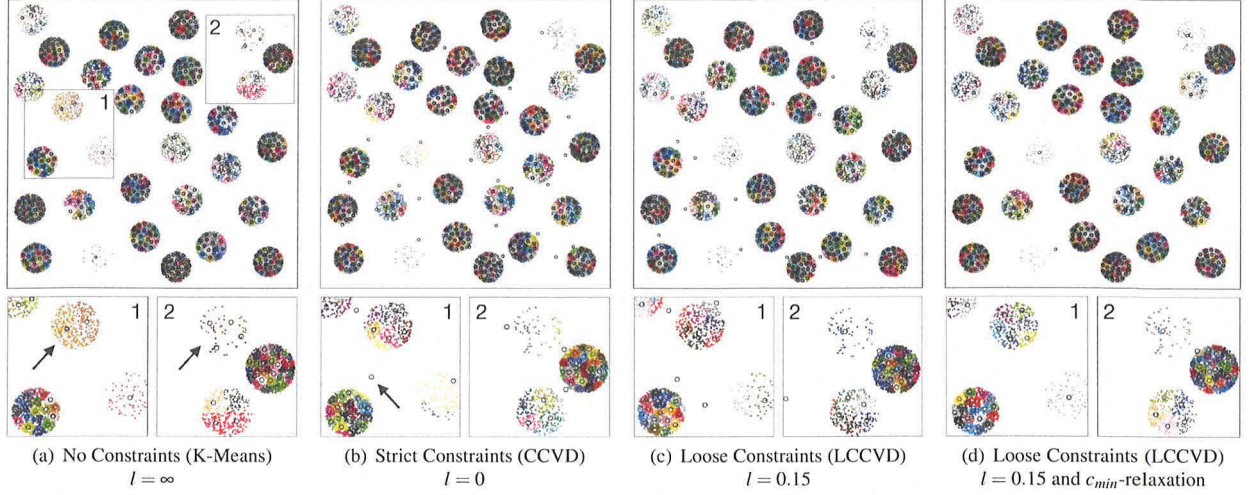 2
1
1
2
1
2
1
2
1
2
(a) No Constraints (K-Means)
l = ∞
(b) Strict Constraints (CCVD)
l = 0
(c) Loose Constraints (LCCVD)
l = 0.15
(d) Loose Constraints (LCCVD)
l = 0.15 and c_min-relaxation